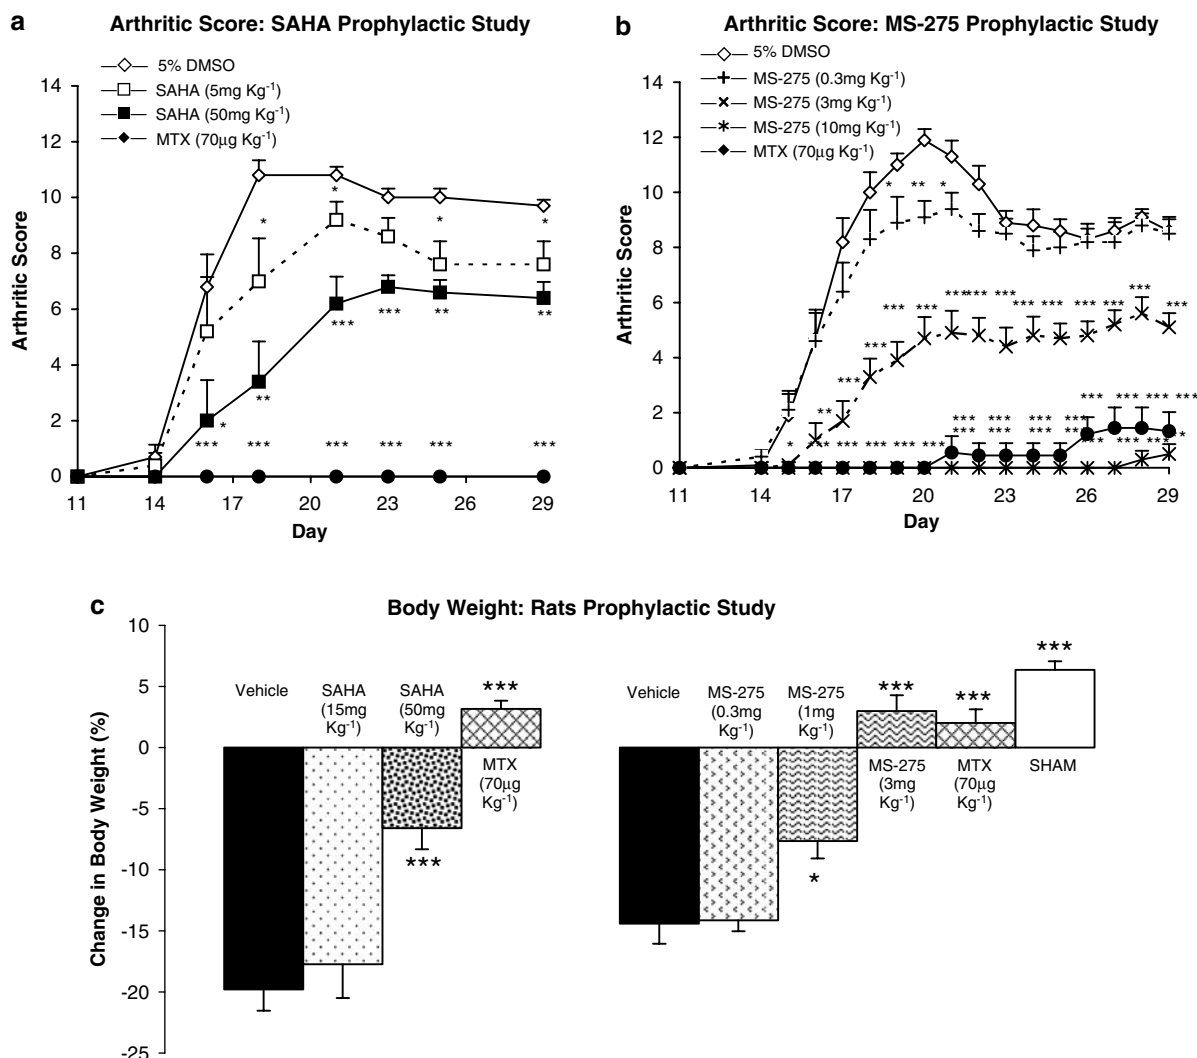 a
Arthritic Score: SAHA Prophylactic Study
5% DMSO
SAHA (5mg Kg⁻¹)
SAHA (50mg Kg⁻¹)
MTX (70µg Kg⁻¹)
Arthritic Score
14
12
10
8
6
4
2
0
* * * *
*** *** ** **
**
*
*** *** *** *** ***
11 14 17 20 23 26 29
Day
b
Arthritic Score: MS-275 Prophylactic Study
5% DMSO
MS-275 (0.3mg Kg⁻¹)
MS-275 (3mg Kg⁻¹)
MS-275 (10mg Kg⁻¹)
MTX (70µg Kg⁻¹)
Arthritic Score
14
12
10
8
6
4
2
0
* ** *
11 14 17 20 23 26 29
Day
c
Body Weight: Rats Prophylactic Study
Change in Body Weight (%)
10
5
0
-5
-10
-15
-20
-25
Vehicle
SAHA
(15mg
Kg⁻¹)
SAHA
(50mg
Kg⁻¹)
***
***
MTX
(70µg
Kg⁻¹)
Vehicle
MS-275
(0.3mg
Kg⁻¹)
MS-275
(1mg
Kg⁻¹)
*
***
MS-275
(3mg
Kg⁻¹)
***
MTX
(70µg
Kg⁻¹)
***
SHAM